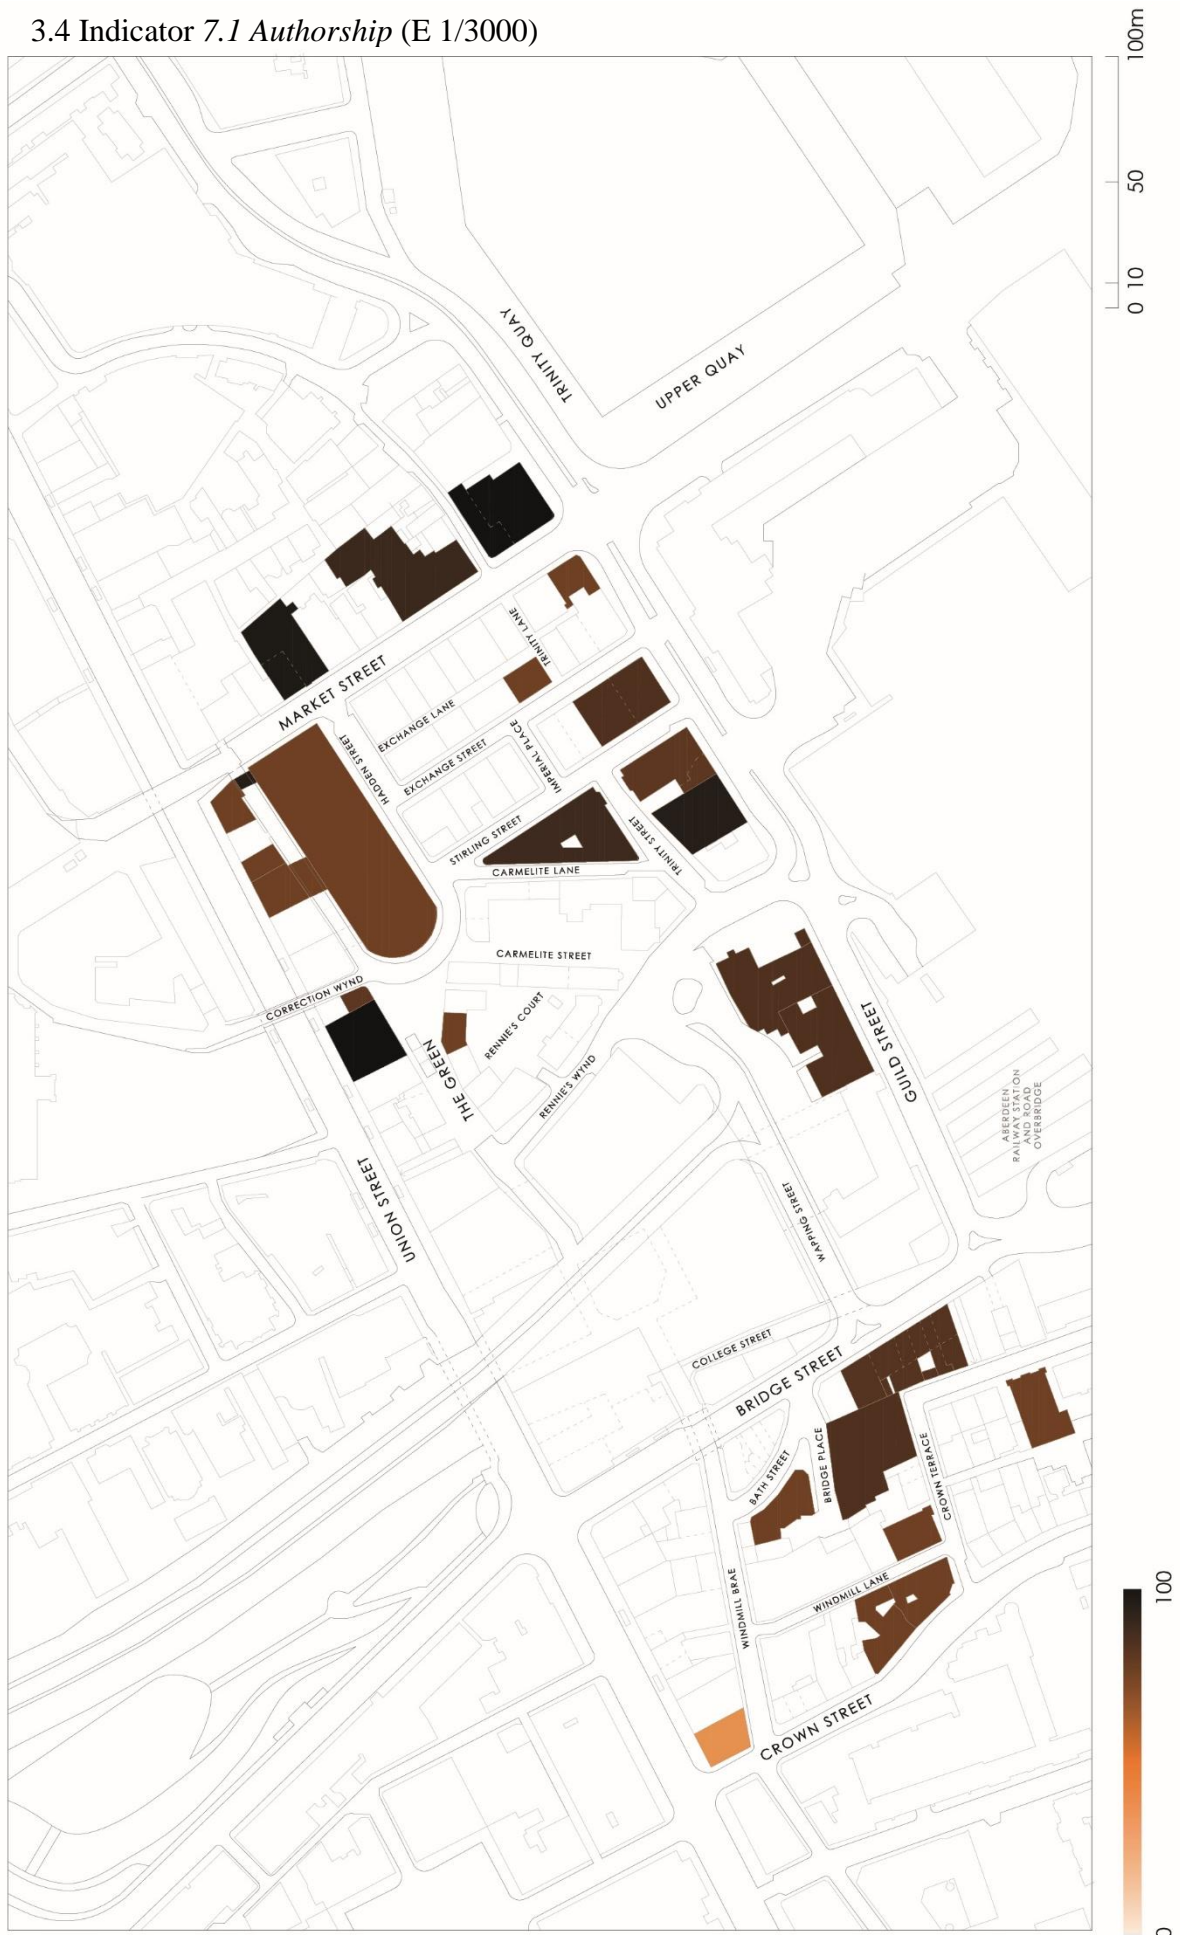 3.4 Indicator 7.1 Authorship (E 1/3000)
100m
50
0 10
TRINITY QUAY
UPPER QUAY
TRINITY LANE
MARKET STREET
EXCHANGE LANE
HADDEN STREET
EXCHANGE STREET
IMPERIAL PLACE
STIRLING STREET
TRINITY STREET
CARMELITE LANE
CARMELITE STREET
CORRECTION WYND
RENNIE'S COURT
THE GREEN
RENNIE'S WYND
GUILD STREET
ABERDEEN
RAILWAY STATION
AND ROAD
OVERBRIDGE
UNION STREET
WAPPING STREET
COLLEGE STREET
BRIDGE STREET
BATH STREET
BRIDGE PLACE
CROWN TERRACE
WINDMILL BRAE
WINDMILL LANE
CROWN STREET
100
0